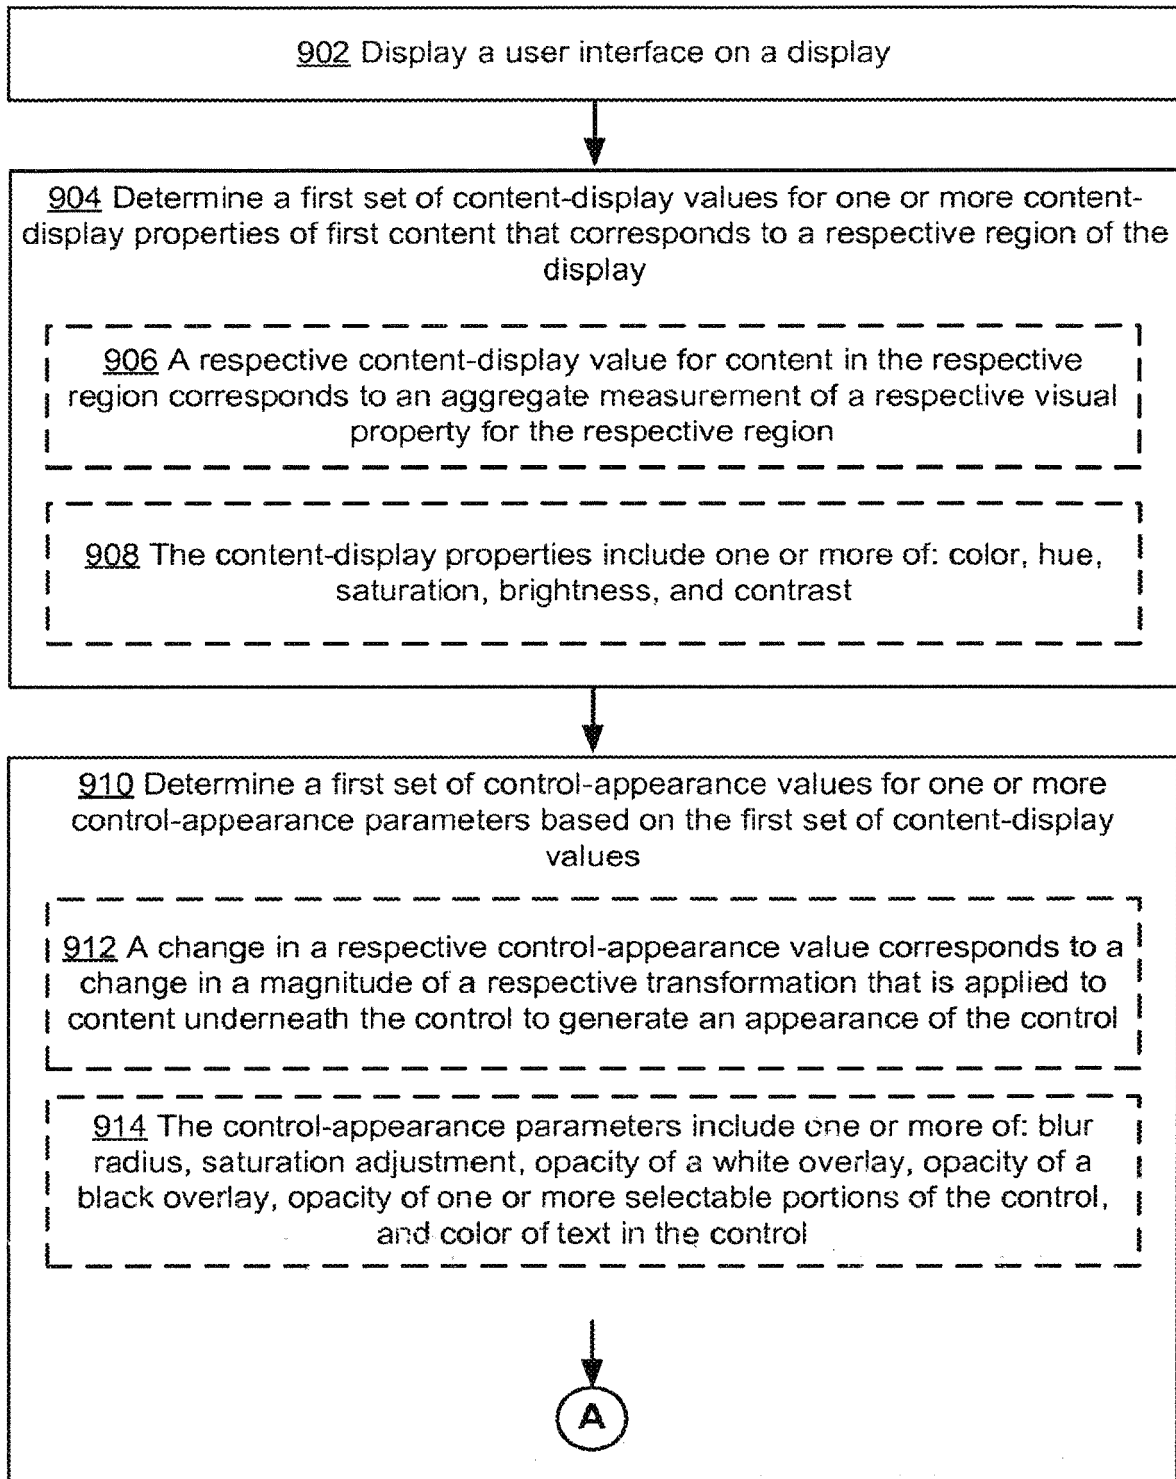 902 Display a user interface on a display
904 Determine a first set of content-display values for one or more content-
display properties of first content that corresponds to a respective region of the
display
906 A respective content-display value for content in the respective
region corresponds to an aggregate measurement of a respective visual
property for the respective region
908 The content-display properties include one or more of: color, hue,
saturation, brightness, and contrast
910 Determine a first set of control-appearance values for one or more
control-appearance parameters based on the first set of content-display
values
912 A change in a respective control-appearance value corresponds to a
change in a magnitude of a respective transformation that is applied to
content underneath the control to generate an appearance of the control
914 The control-appearance parameters include one or more of: blur
radius, saturation adjustment, opacity of a white overlay, opacity of a
black overlay, opacity of one or more selectable portions of the control,
and color of text in the control
A